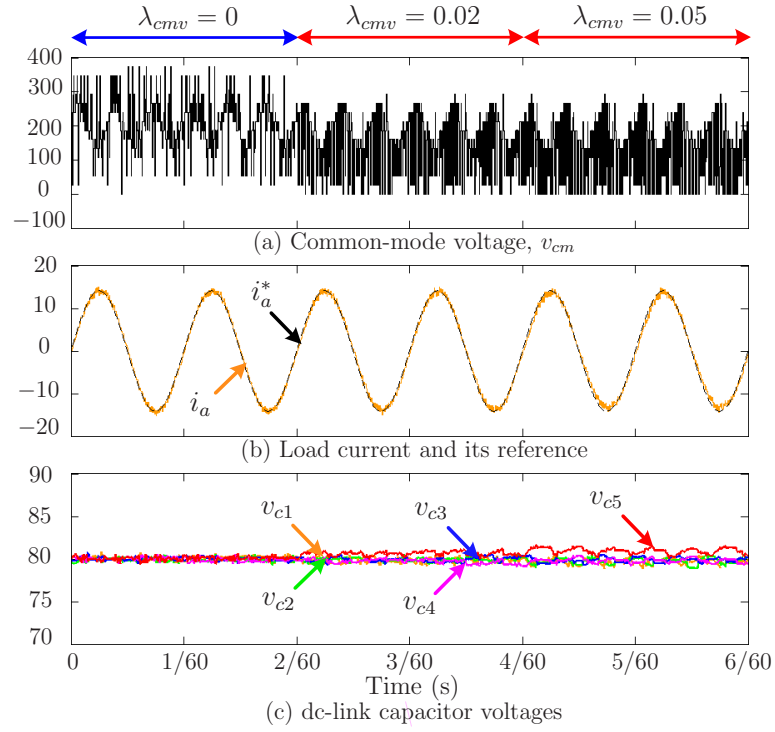 λcmv = 0 λcmv = 0.02 λcmv = 0.05
400
300
200
100
0
−100
(a) Common-mode voltage, vcm
20
10
0
−10
−20
i*a
ia
(b) Load current and its reference
90
85
80
75
70
vc1 vc3 vc5
vc2 vc4
0 1/60 2/60 3/60 4/60 5/60 6/60
Time (s)
(c) dc-link capacitor voltages